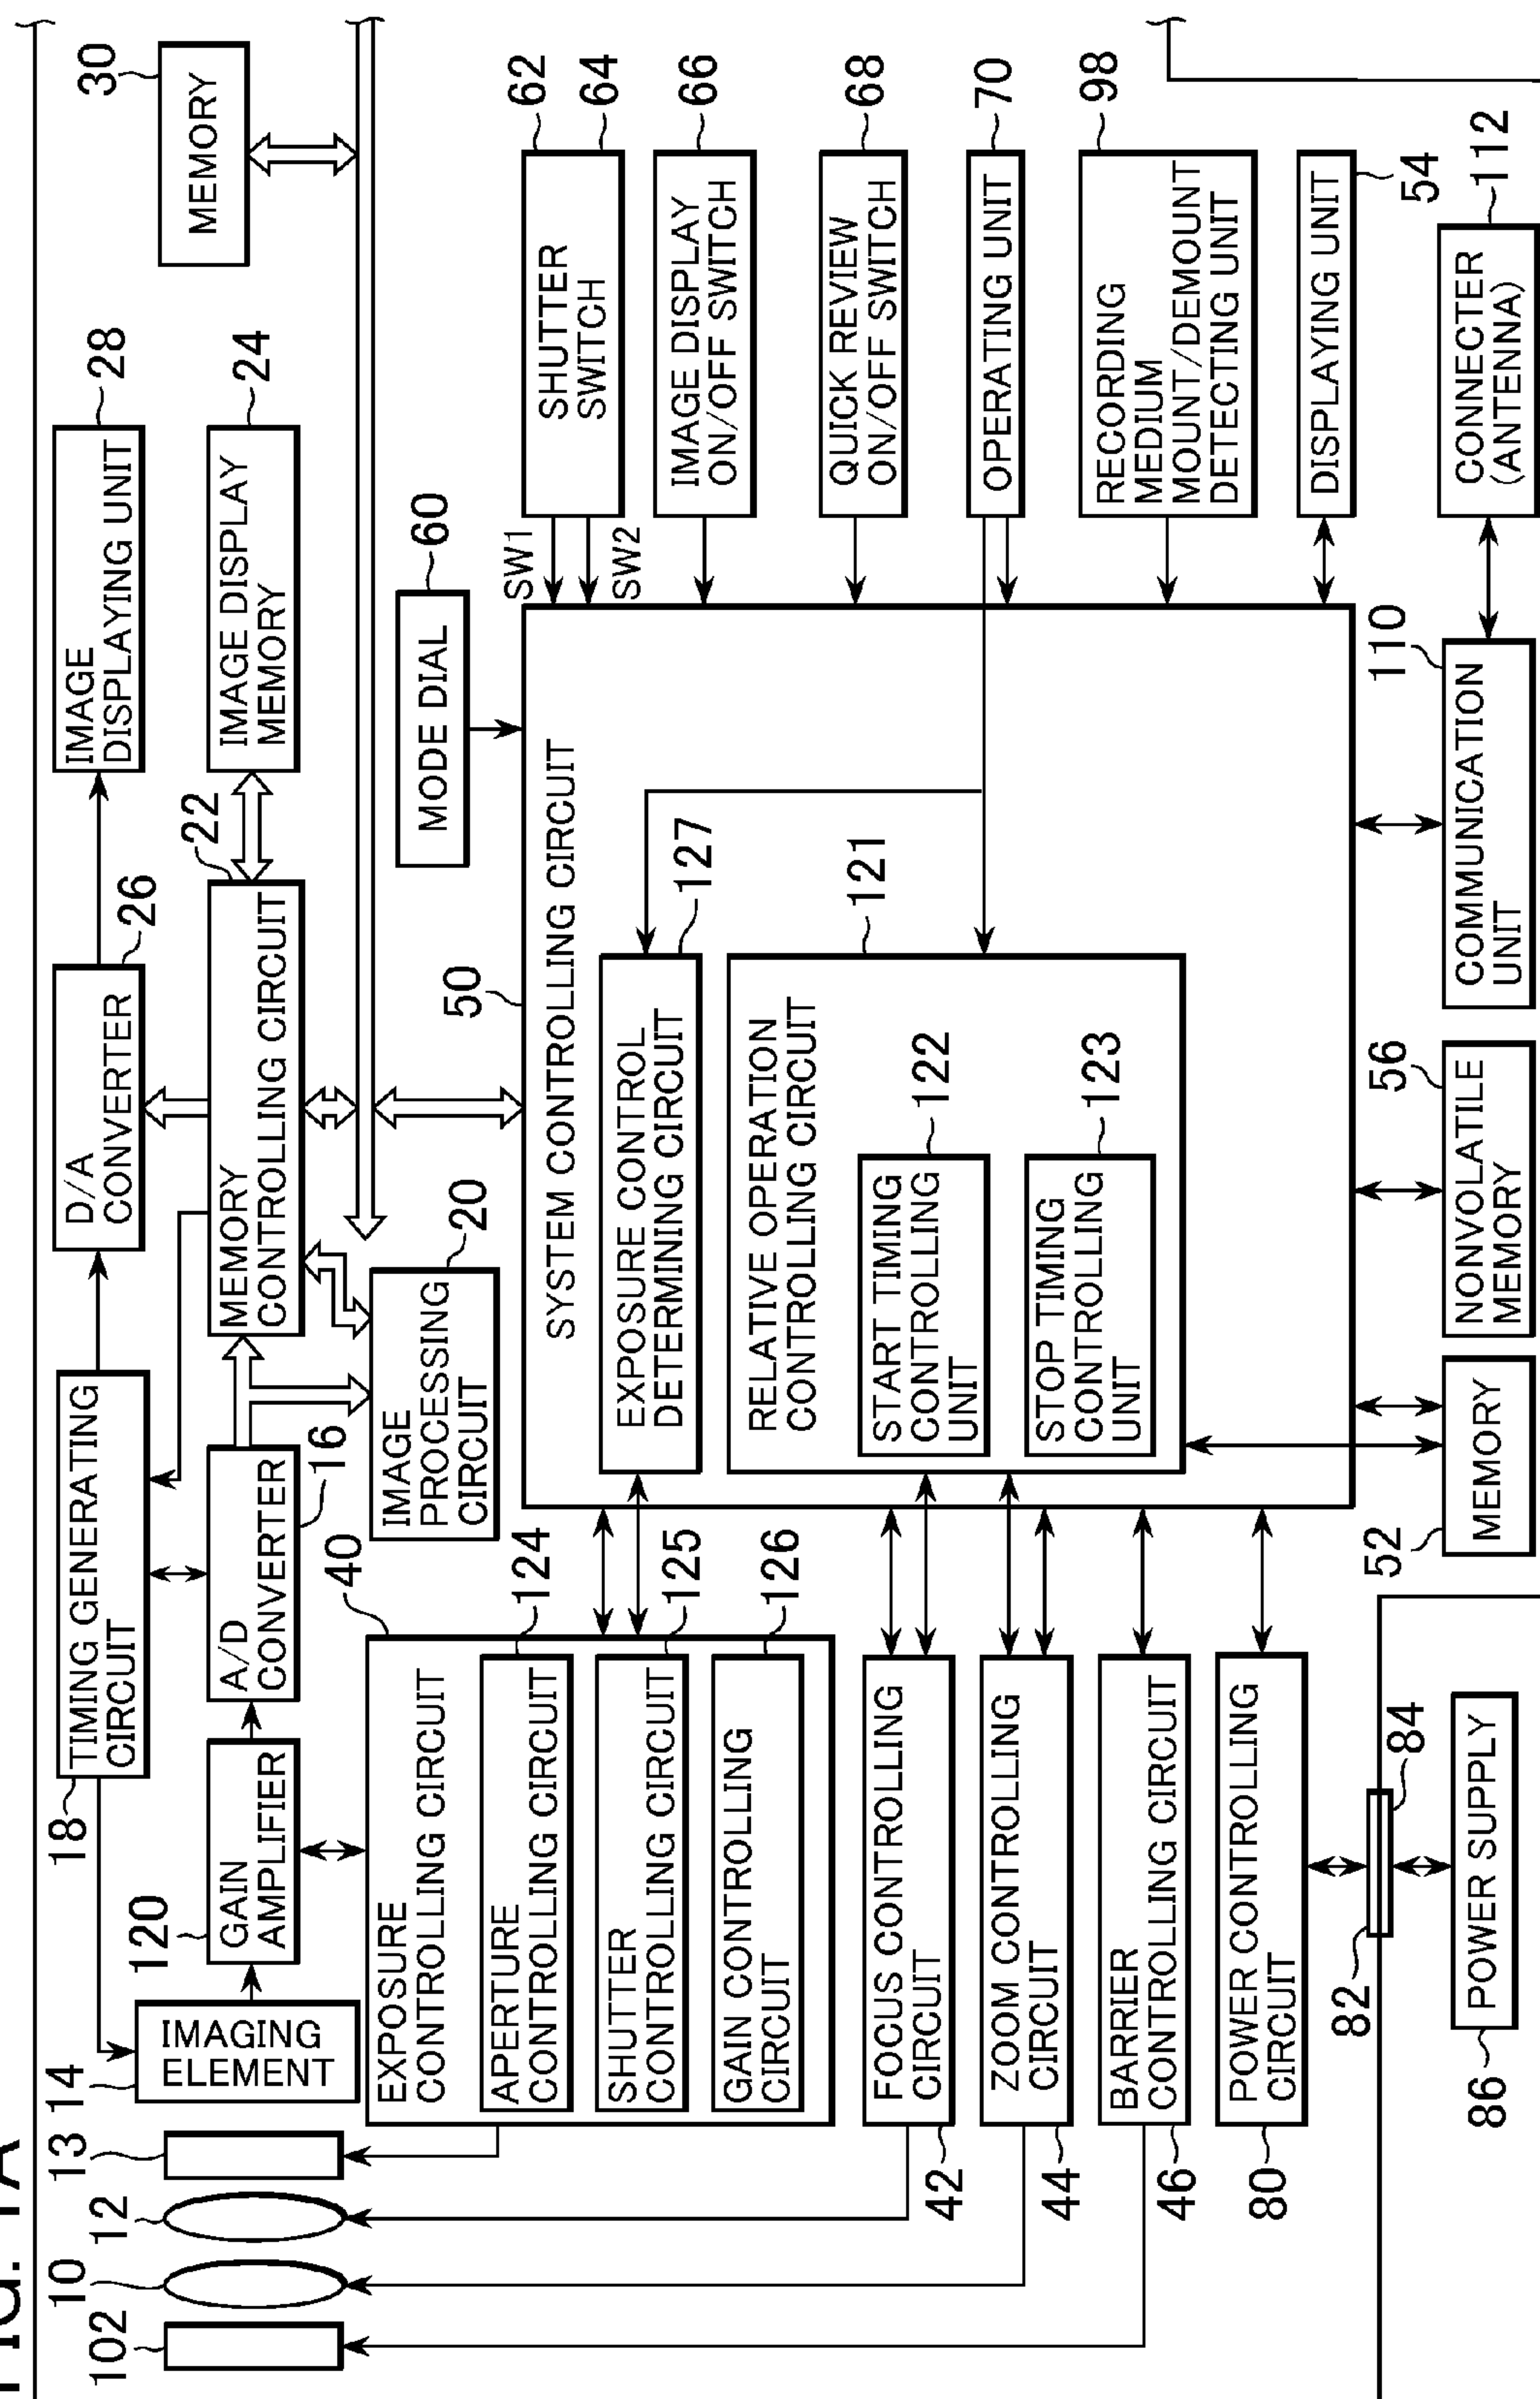 FIG. 1A
102
10
12
13
14
IMAGING
ELEMENT
120
GAIN
AMPLIFIER
18
TIMING GENERATING
CIRCUIT
A/D
CONVERTER
16
D/A
CONVERTER
26
MEMORY
CONTROLLING CIRCUIT
22
IMAGE
DISPLAYING UNIT
28
IMAGE DISPLAY
MEMORY
24
MEMORY
30
IMAGE
PROCESSING
CIRCUIT
20
MODE DIAL
60
40
EXPOSURE
CONTROLLING CIRCUIT
APERTURE
CONTROLLING CIRCUIT
124
SHUTTER
CONTROLLING CIRCUIT
125
GAIN CONTROLLING
CIRCUIT
126
FOCUS CONTROLLING
CIRCUIT
42
ZOOM CONTROLLING
CIRCUIT
44
BARRIER
CONTROLLING CIRCUIT
46
POWER CONTROLLING
CIRCUIT
80
50
SYSTEM CONTROLLING CIRCUIT
EXPOSURE CONTROL
DETERMINING CIRCUIT
127
RELATIVE OPERATION
CONTROLLING CIRCUIT
121
START TIMING
CONTROLLING
UNIT
122
STOP TIMING
CONTROLLING
UNIT
123
SW1
SW2
SHUTTER
SWITCH
62
64
IMAGE DISPLAY
ON/OFF SWITCH
66
QUICK REVIEW
ON/OFF SWITCH
68
OPERATING UNIT
70
RECORDING
MEDIUM
MOUNT/DEMOUNT
DETECTING UNIT
98
DISPLAYING UNIT
54
82
84
86
POWER SUPPLY
52
MEMORY
56
NONVOLATILE
MEMORY
110
COMMUNICATION
UNIT
CONNECTER
(ANTENNA)
112